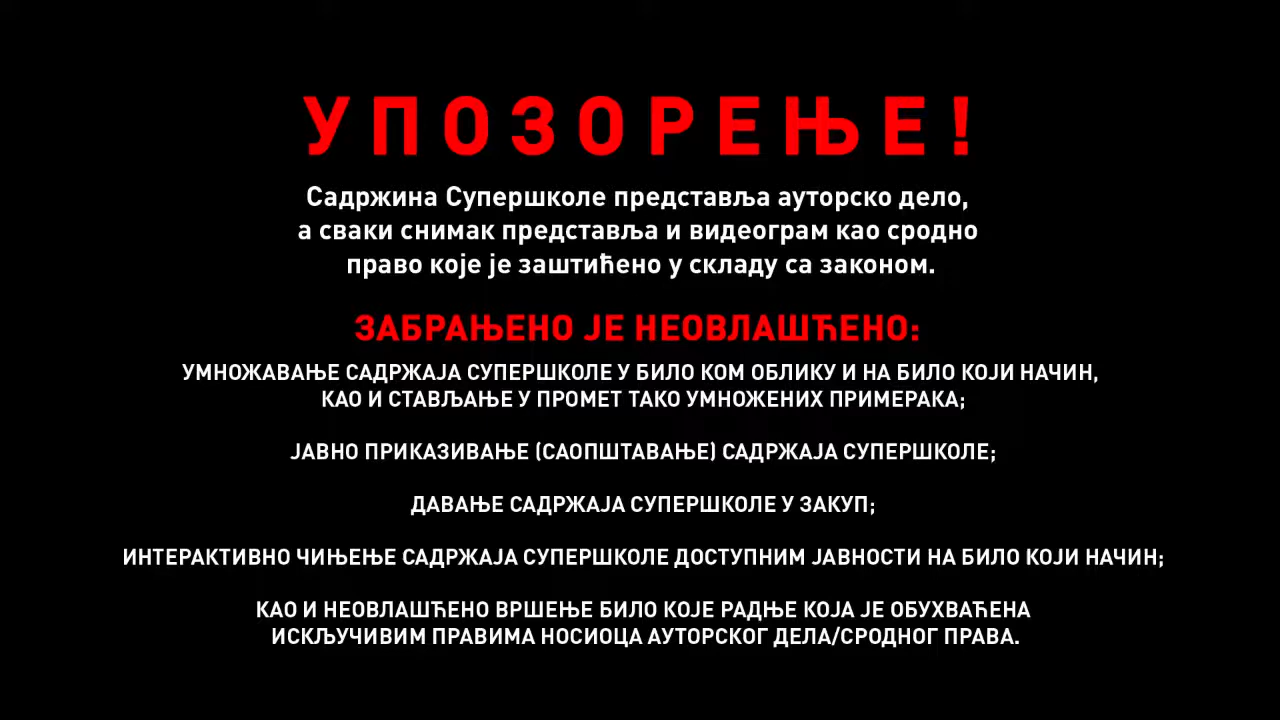 УПОЗОРЕЊЕ!
Садржина Супершколе представља ауторско дело,
а сваки снимак представља и видеограм као сродно
право које је заштићено у складу са законом.
ЗАБРАЊЕНО ЈЕ НЕОВЛАШЋЕНО:
УМНОЖАВАЊЕ САДРЖАЈА СУПЕРШКОЛЕ У БИЛО КОМ ОБЛИКУ И НА БИЛО КОЈИ НАЧИН,
КАО И СТАВЉАЊЕ У ПРОМЕТ ТАКО УМНОЖЕНИХ ПРИМЕРАКА;
ЈАВНО ПРИКАЗИВАЊЕ (САОПШТАВАЊЕ) САДРЖАЈА СУПЕРШКОЛЕ;
ДАВАЊЕ САДРЖАЈА СУПЕРШКОЛЕ У ЗАКУП;
ИНТЕРАКТИВНО ЧИЊЕЊЕ САДРЖАЈА СУПЕРШКОЛЕ ДОСТУПНИМ ЈАВНОСТИ НА БИЛО КОЈИ НАЧИН;
КАО И НЕОВЛАШЋЕНО ВРШЕЊЕ БИЛО КОЈЕ РАДЊЕ КОЈА ЈЕ ОБУХВАЋЕНА
ИСКЉУЧИВИМ ПРАВИМА НОСИОЦА АУТОРСКОГ ДЕЛА/СРОДНОГ ПРАВА.